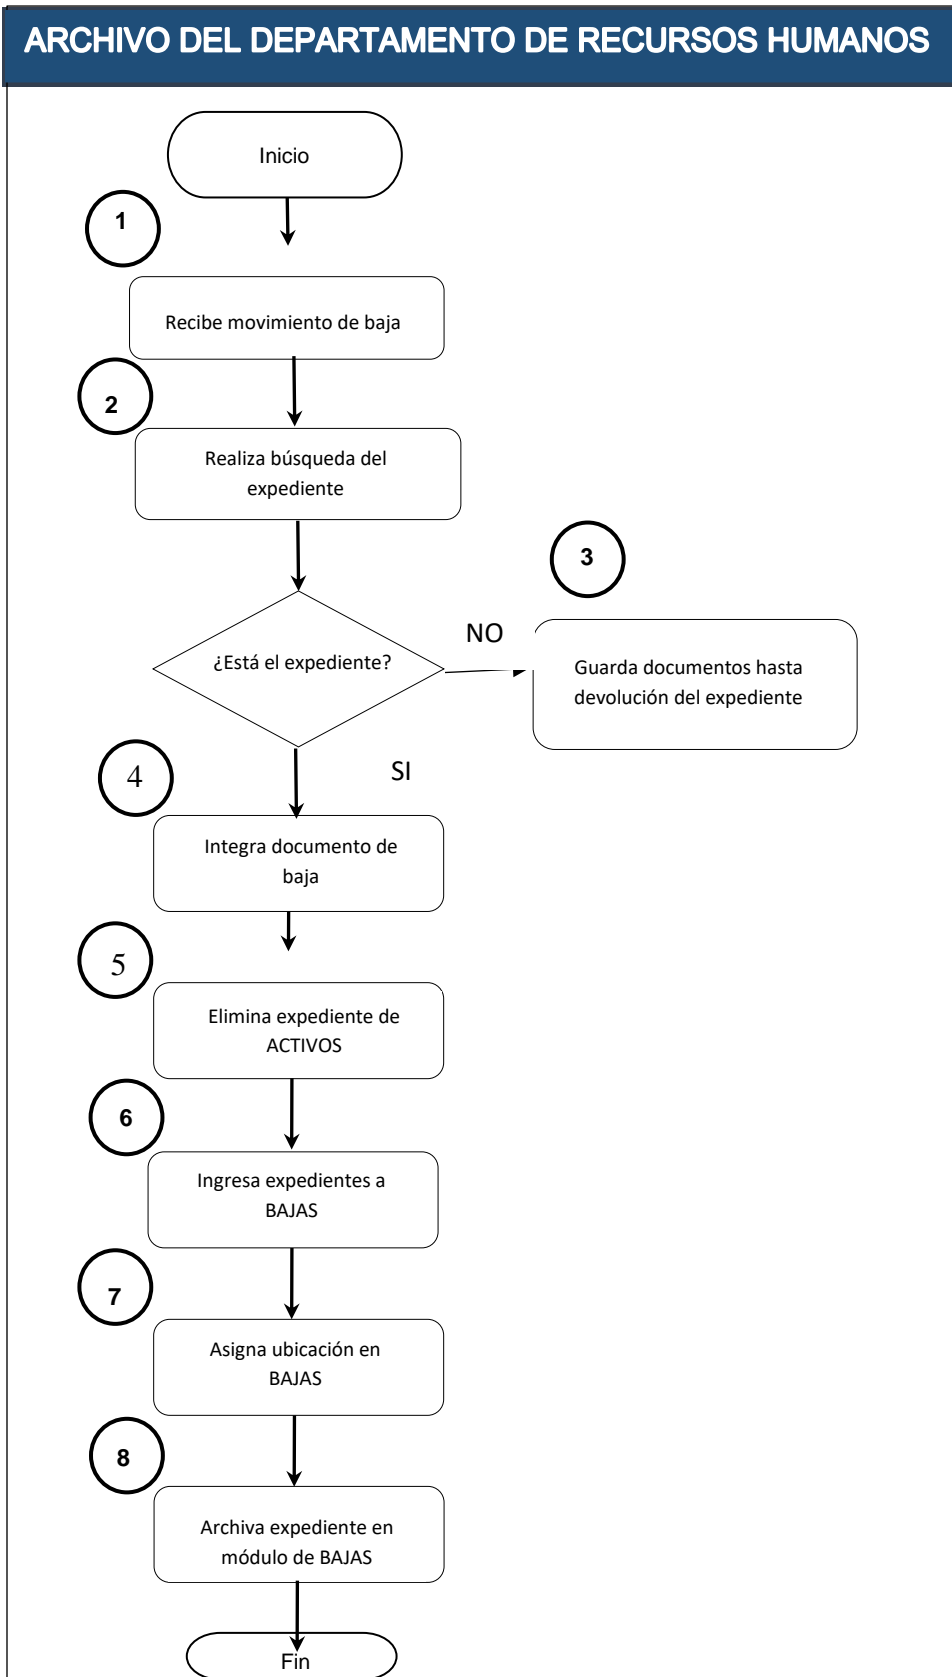 ARCHIVO DEL DEPARTAMENTO DE RECURSOS HUMANOS
Inicio
1
Recibe movimiento de baja
2
Realiza búsqueda del
expediente
3
¿Está el expediente?
NO
Guarda documentos hasta
devolución del expediente
SI
4
Integra documento de
baja
5
Elimina expediente de
ACTIVOS
6
Ingresa expedientes a
BAJAS
7
Asigna ubicación en
BAJAS
8
Archiva expediente en
módulo de BAJAS
Fin